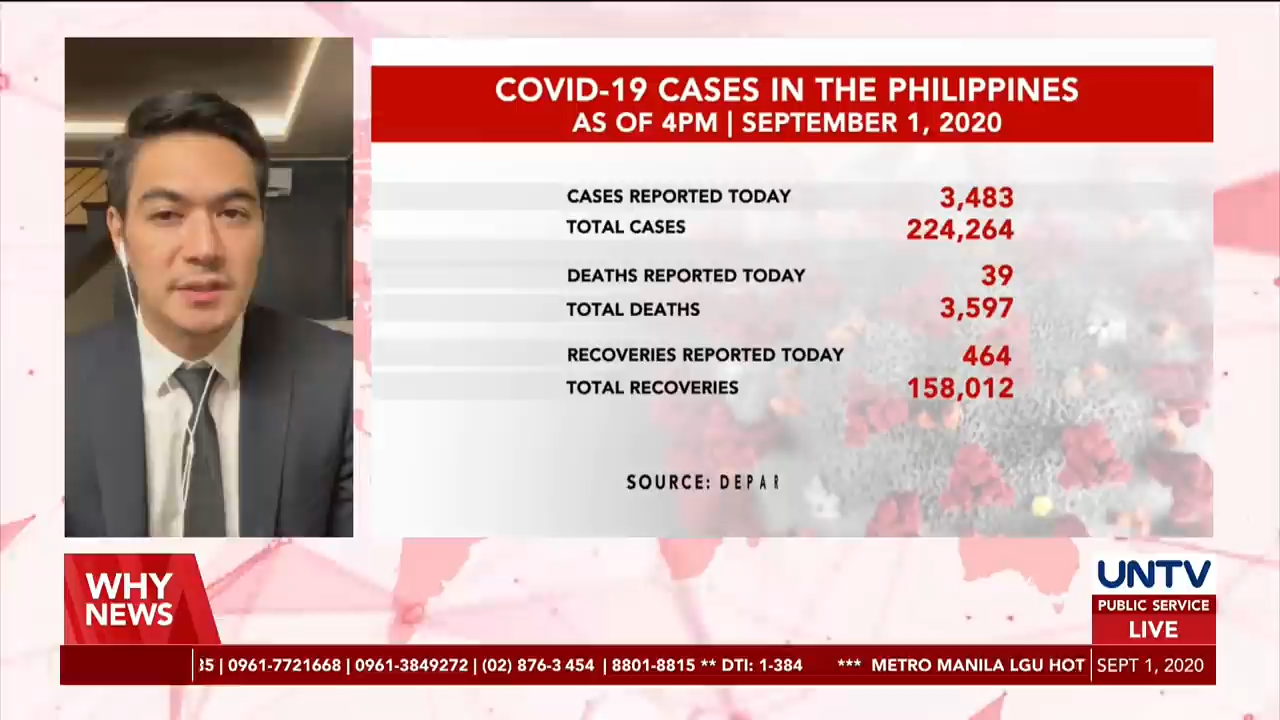 COVID-19 CASES IN THE PHILIPPINES
AS OF 4PM | SEPTEMBER 1, 2020
CASES REPORTED TODAY 3,483
TOTAL CASES 224,264
DEATHS REPORTED TODAY 39
TOTAL DEATHS 3,597
RECOVERIES REPORTED TODAY 464
TOTAL RECOVERIES 158,012
SOURCE: DEPAR
WHY
NEWS
UNTV
PUBLIC SERVICE
LIVE
35 | 0961-7721668 | 0961-3849272 | (02) 876-3 454 | 8801-8815 ** DTI: 1-384 *** METRO MANILA LGU HOT
SEPT 1, 2020